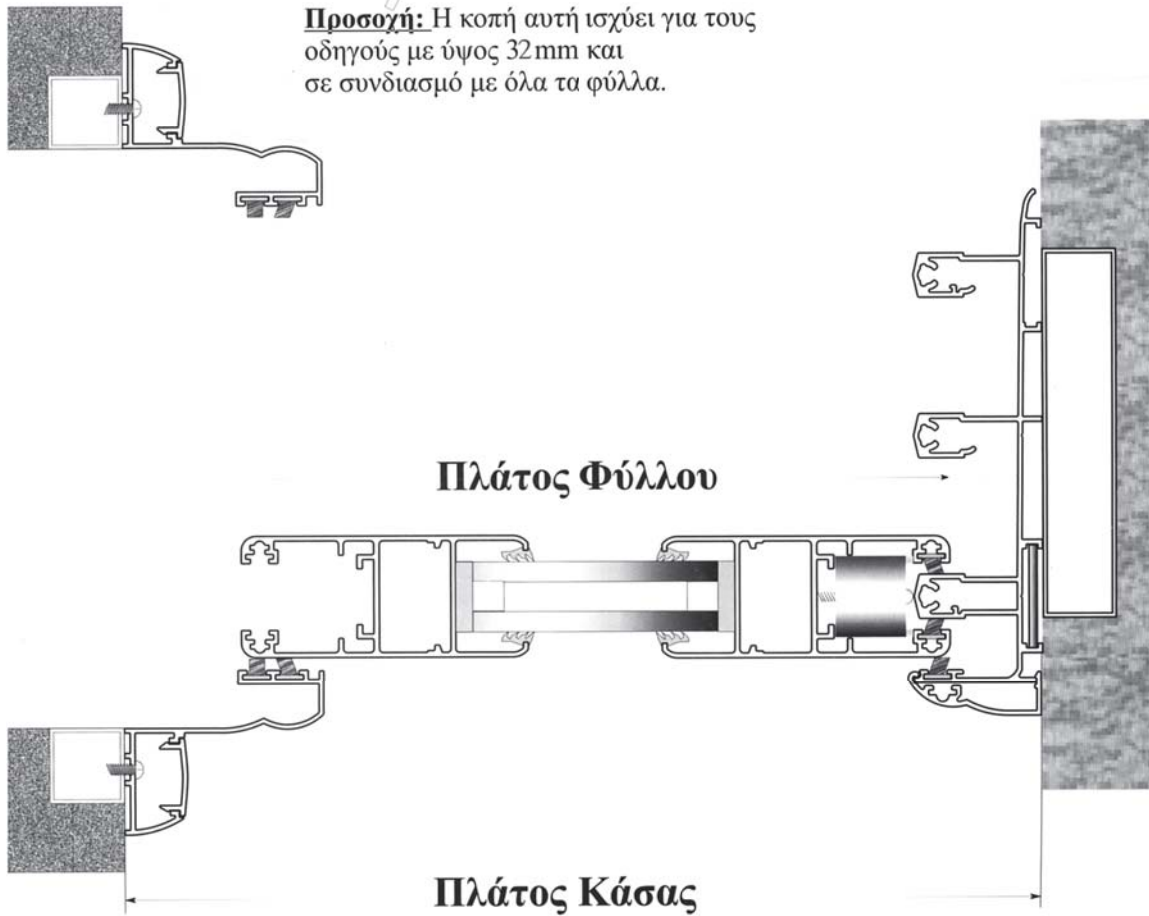 Προσοχή: Η κοπή αυτή ισχύει για τους
οδηγούς με ύψος 32mm και
σε συνδιασμό με όλα τα φύλλα.
Πλάτος Φύλλου
Πλάτος Κάσας